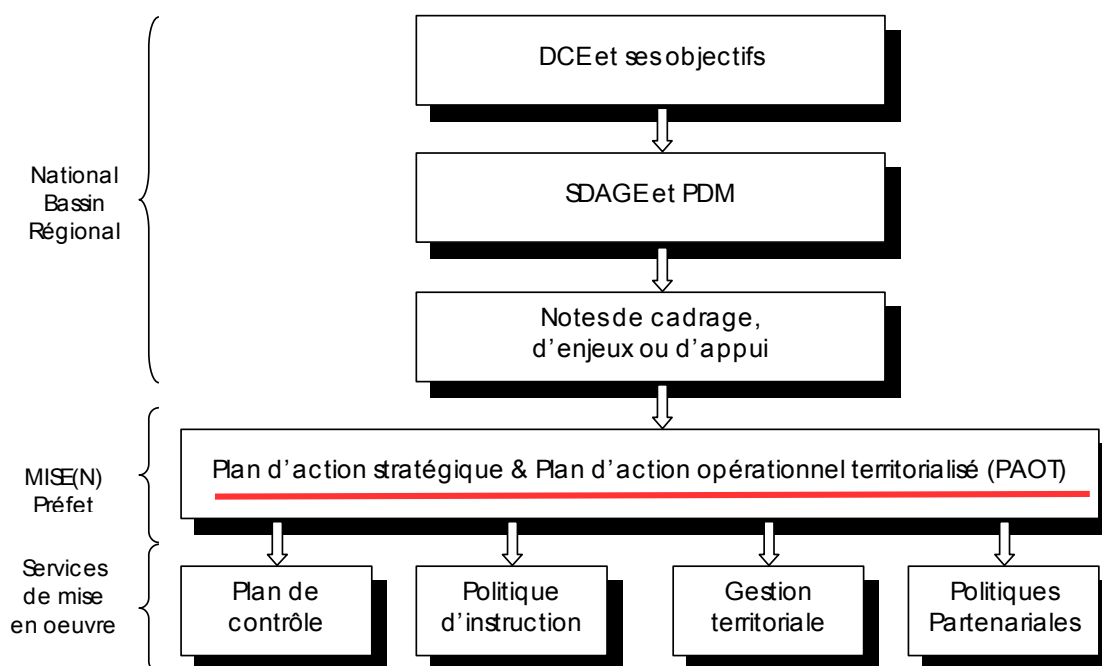 DCE et ses objectifs
National
Bassin
Régional
SDAGE et PDM
Notes de cadrage,
d’enjeux ou d’appui
MISE(N)
Préfet
Plan d’action stratégique & Plan d’action opérationnel territorialisé (PAOT)
Services
de mise
en oeuvre
Plan de
contrôle
Politique
d’instruction
Gestion
territoriale
Politiques
Partenariales